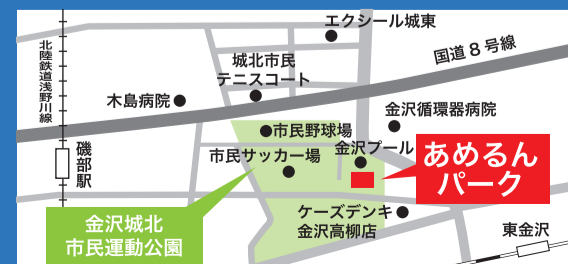 エクシール城東
国道8号線
北陸鉄道浅野川線
城北市民
テニスコート
木島病院
金沢循環器病院
市民野球場
金沢プール
あめるん
パーク
磯部駅
市民サッカー場
ケーズデンキ
金沢高柳店
金沢城北
市民運動公園
東金沢